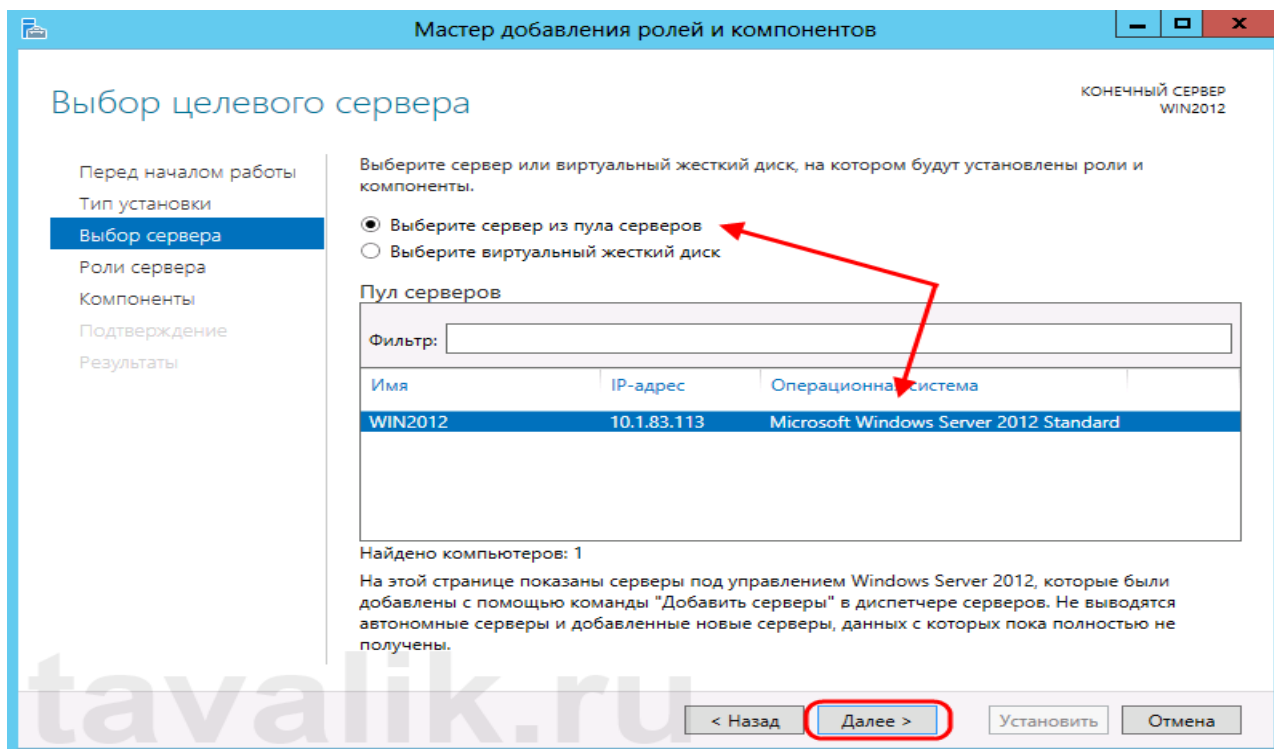 Мастер добавления ролей и компонентов
Выбор целевого сервера
КОНЕЧНЫЙ СЕРВЕР
WIN2012
Перед началом работы
Тип установки
Выбор сервера
Роли сервера
Компоненты
Подтверждение
Результаты
Выберите сервер или виртуальный жесткий диск, на котором будут установлены роли и
компоненты.
Выберите сервер из пула серверов
Выберите виртуальный жесткий диск
Пул серверов
Фильтр:
Имя IP-адрес Операционная система
WIN2012 10.1.83.113 Microsoft Windows Server 2012 Standard
Найдено компьютеров: 1
На этой странице показаны серверы под управлением Windows Server 2012, которые были
добавлены с помощью команды "Добавить серверы" в диспетчере серверов. Не выводятся
автономные серверы и добавленные новые серверы, данных с которых пока полностью не
получены.
tavalik.ru
< Назад Далее > Установить Отмена